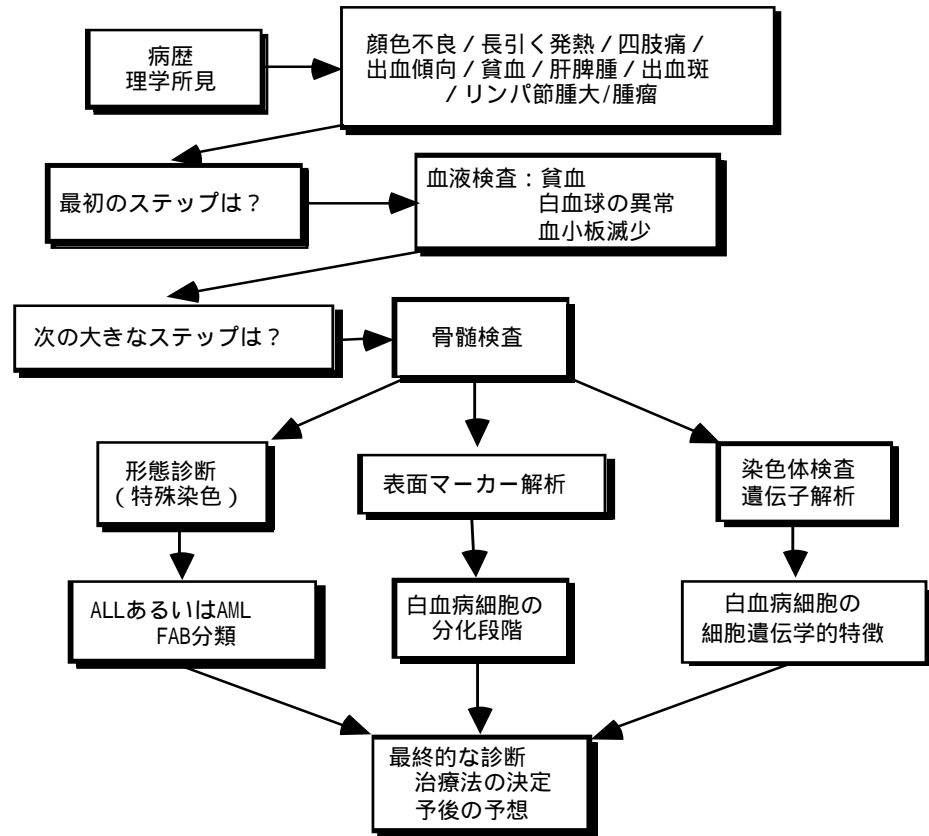 病歴
理学所見
顔色不良 / 長引く発熱 / 四肢痛 /
出血傾向 / 貧血 / 肝脾腫 / 出血斑
/ リンパ節腫大/腫瘤
最初のステップは？
血液検査：貧血
白血球の異常
血小板減少
次の大きなステップは？
骨髄検査
形態診断
（特殊染色）
表面マーカー解析
染色体検査
遺伝子解析
ALLあるいはAML
FAB分類
白血病細胞の
分化段階
白血病細胞の
細胞遺伝学的特徴
最終的な診断
治療法の決定
予後の予想